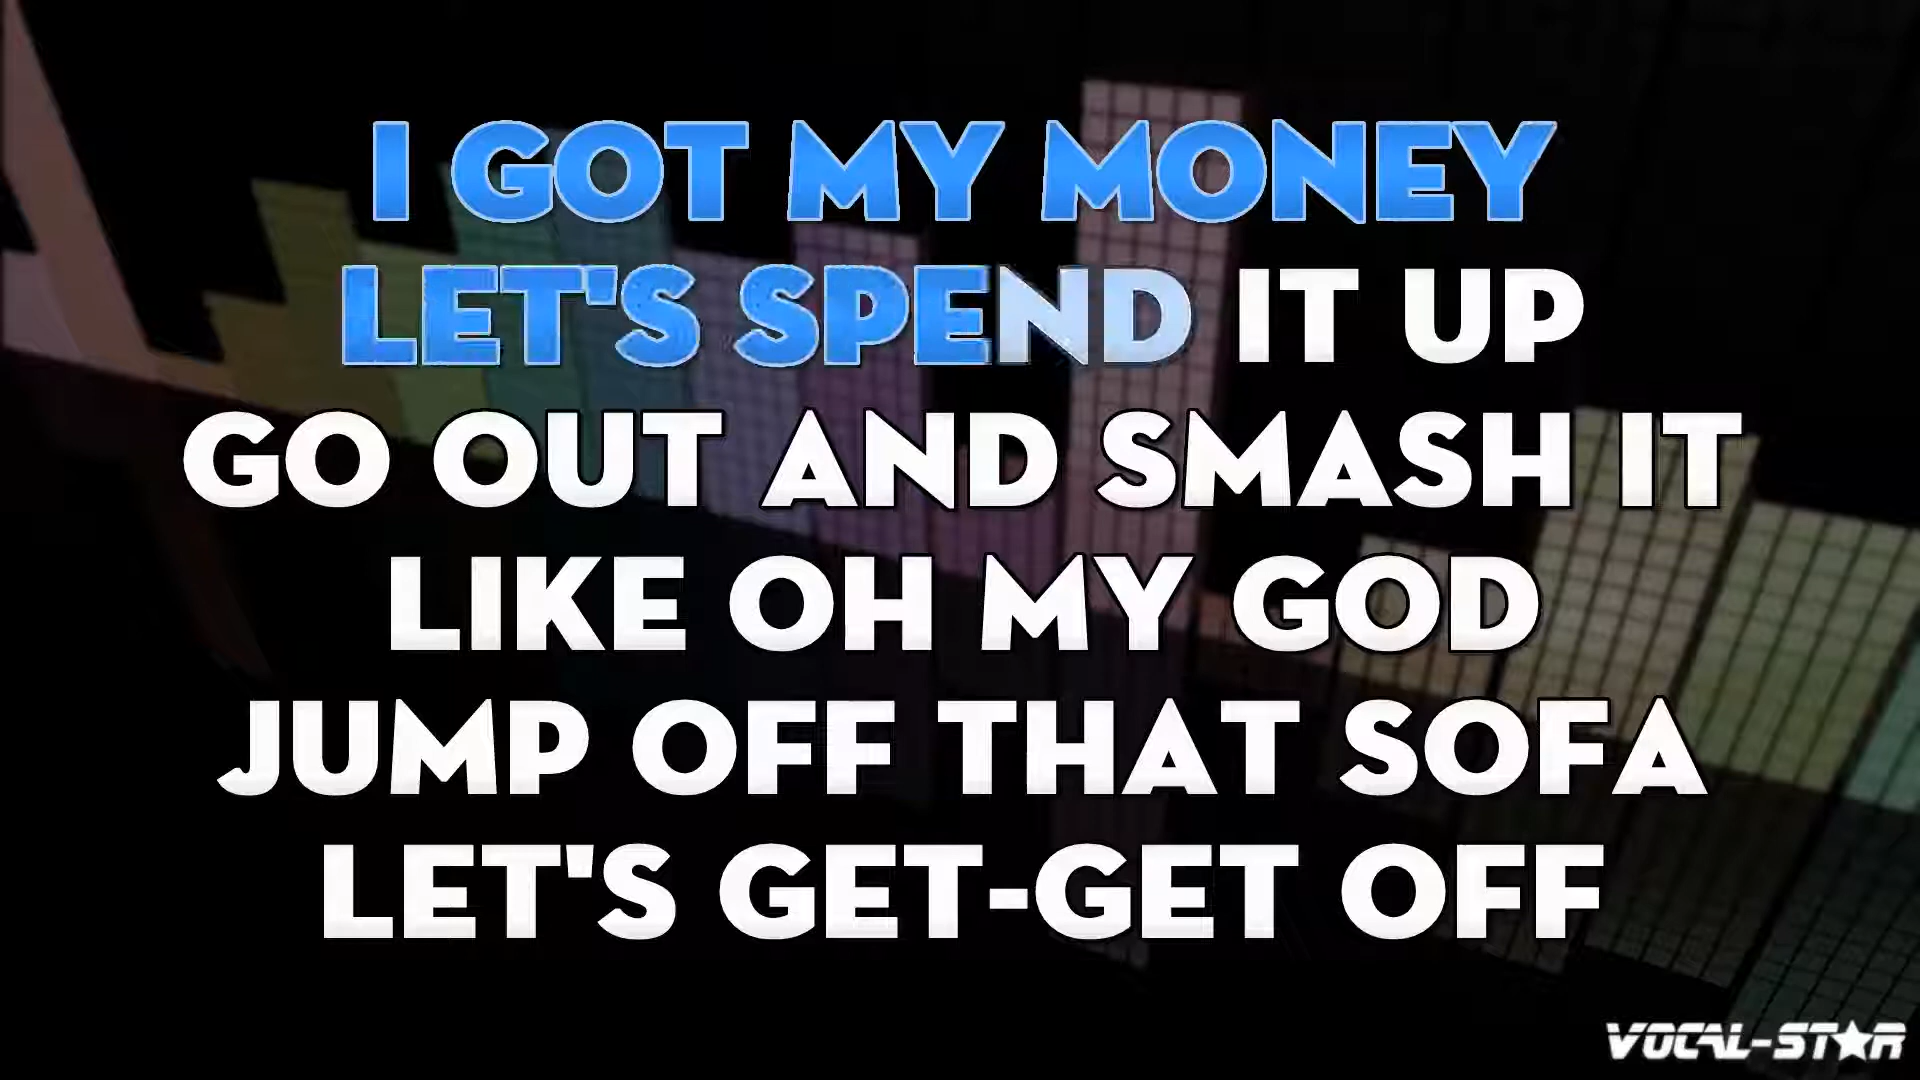 I GOT MY MONEY
LET'S SPEND IT UP
GO OUT AND SMASH IT
LIKE OH MY GOD
JUMP OFF THAT SOFA
LET'S GET-GET OFF
VOCAL-STAR